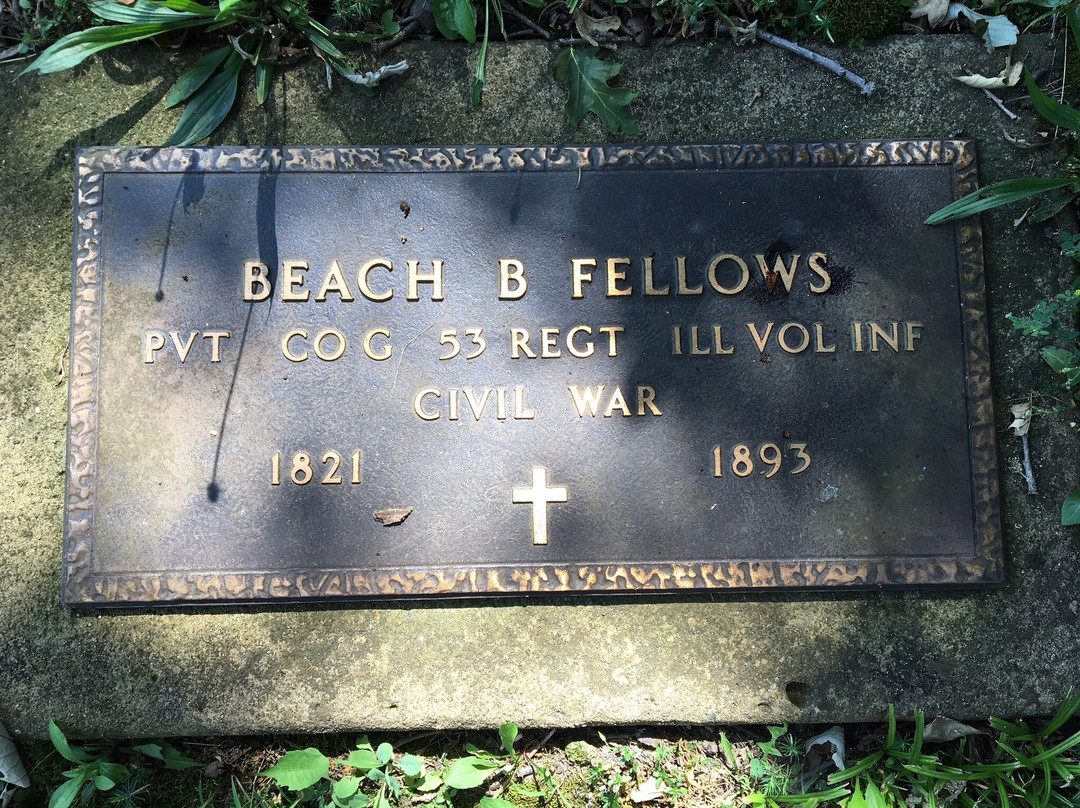 BEACH B FELLOWS
PVT CO G 53 REGT ILL VOL INF
CIVIL WAR
1821 1893